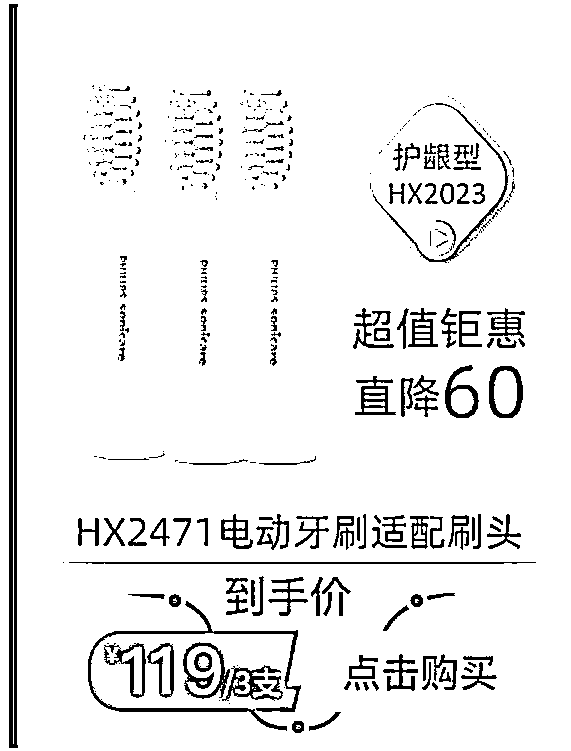 护龈型
HX2023
PHILIPS sonicare
PHILIPS sonicare
PHILIPS sonicare
超值钜惠
直降60
HX2471电动牙刷适配刷头
到手价
¥119/3支
点击购买